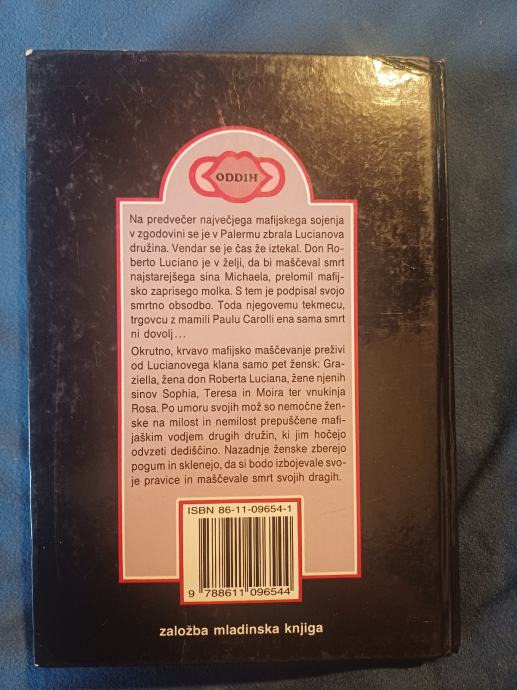 ODDIH
Na predvečer največjega mafijskega sojenja
v zgodovini se je v Palermu zbrala Lucianova
družina. Vendar se je čas že iztekal. Don Ro-
berto Luciano je v želji, da bi maščeval smrt
najstarejšega sina Michaela, prelomil mafij-
sko zaprisego molka. S tem je podpisal svojo
smrtno obsodbo. Toda njegovemu tekmecu,
trgovcu z mamili Paulu Carolli ena sama smrt
ni dovolj...
Okrutno, krvavo mafijsko maščevanje preživi
od Lucianovega klana samo pet žensk: Gra-
ziella, žena don Roberta Luciana, žene njenih
sinov Sophia, Teresa in Moira ter vnukinja
Rosa. Po umoru svojih mož so nemočne žen-
ske na milost in nemilost prepuščene mafi-
jaškim vodjem drugih družin, ki jim hočejo
odvzeti dediščino. Nazadnje ženske zberejo
pogum in sklenejo, da si bodo izbojevale svo-
je pravice in maščevale smrt svojih dragih.
ISBN 86-11-09654-1
9 788611 096544
založba mladinska knjiga